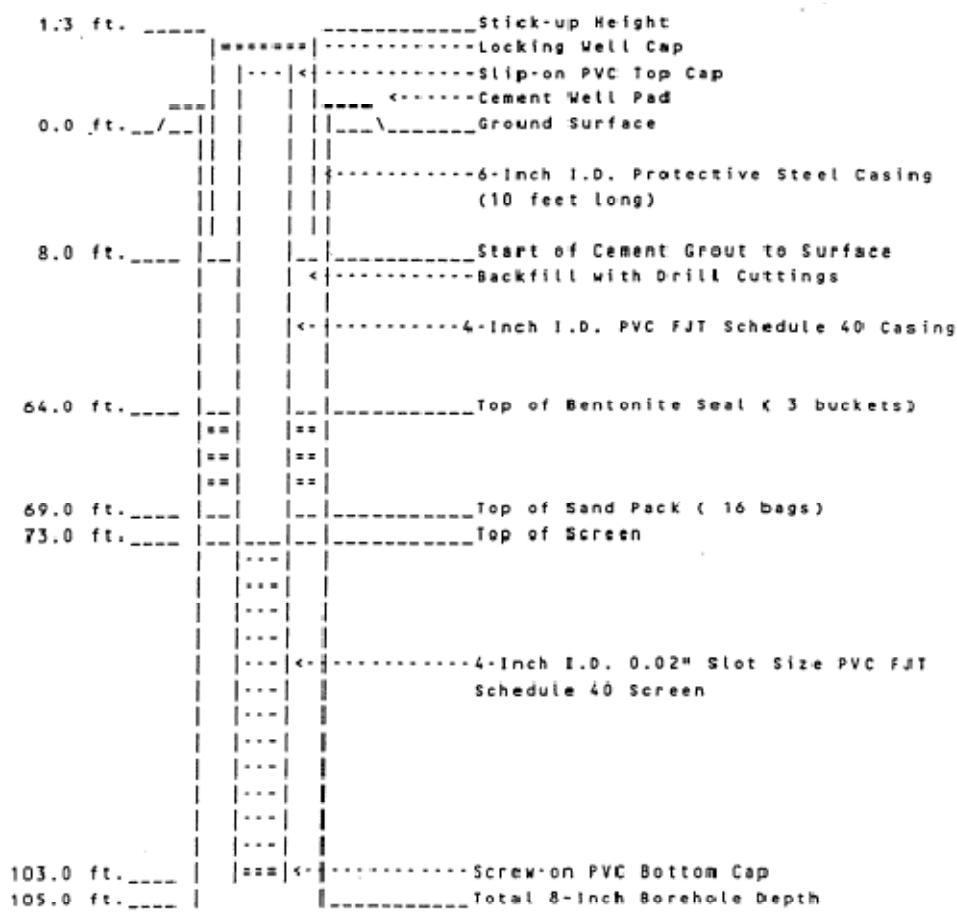 1.3 ft. Stick-up Height
Locking Well Cap
Slip-on PVC Top Cap
Cement Well Pad
0.0 ft. Ground Surface
6-Inch I.D. Protective Steel Casing
(10 feet long)
8.0 ft. Start of Cement Grout to Surface
Backfill with Drill Cuttings
4-Inch I.D. PVC FJT Schedule 40 Casing
64.0 ft. Top of Bentonite Seal ( 3 buckets)
69.0 ft. Top of Sand Pack ( 16 bags)
73.0 ft. Top of Screen
4-Inch I.D. 0.02" Slot Size PVC FJT
Schedule 40 Screen
103.0 ft. Screw-on PVC Bottom Cap
105.0 ft. Total 8-Inch Borehole Depth